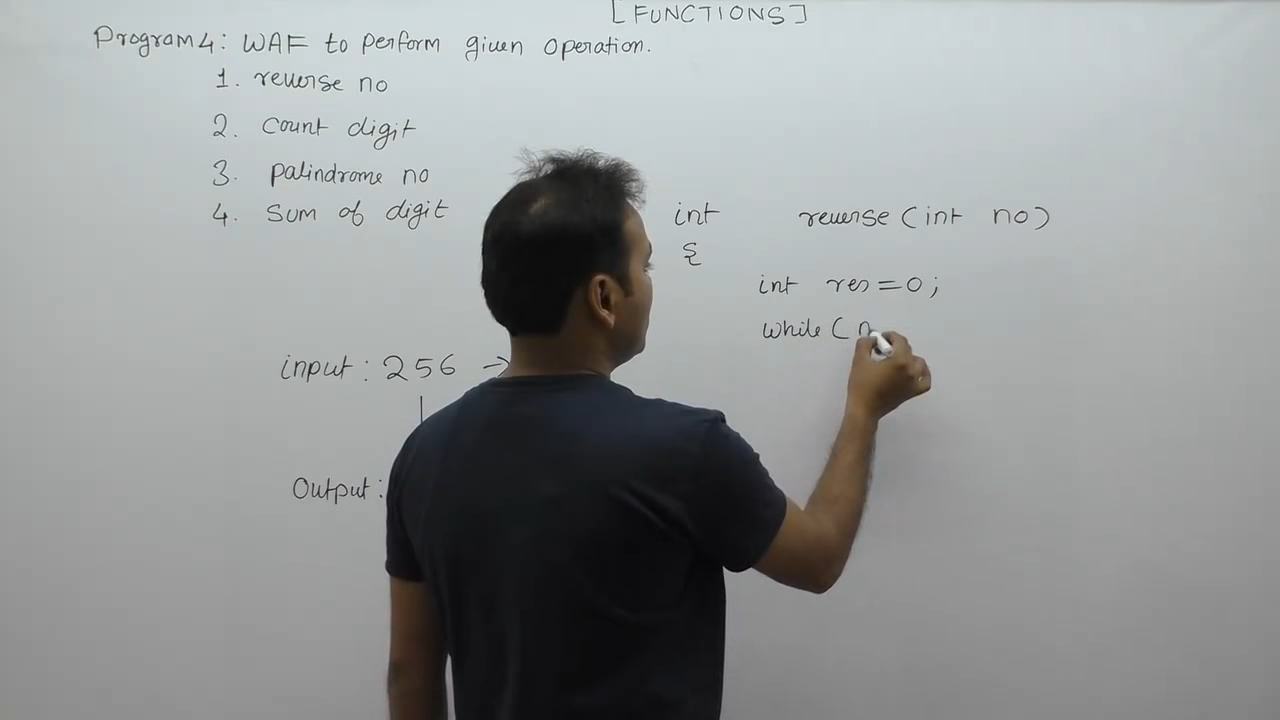 [FUNCTIONS]
Program 4: WAF to perform given operation.
1. reverse no
2. count digit
3. palindrome no
4. sum of digit
int reverse(int no)
{
int res=0;
while(n
input: 256 →
Output: